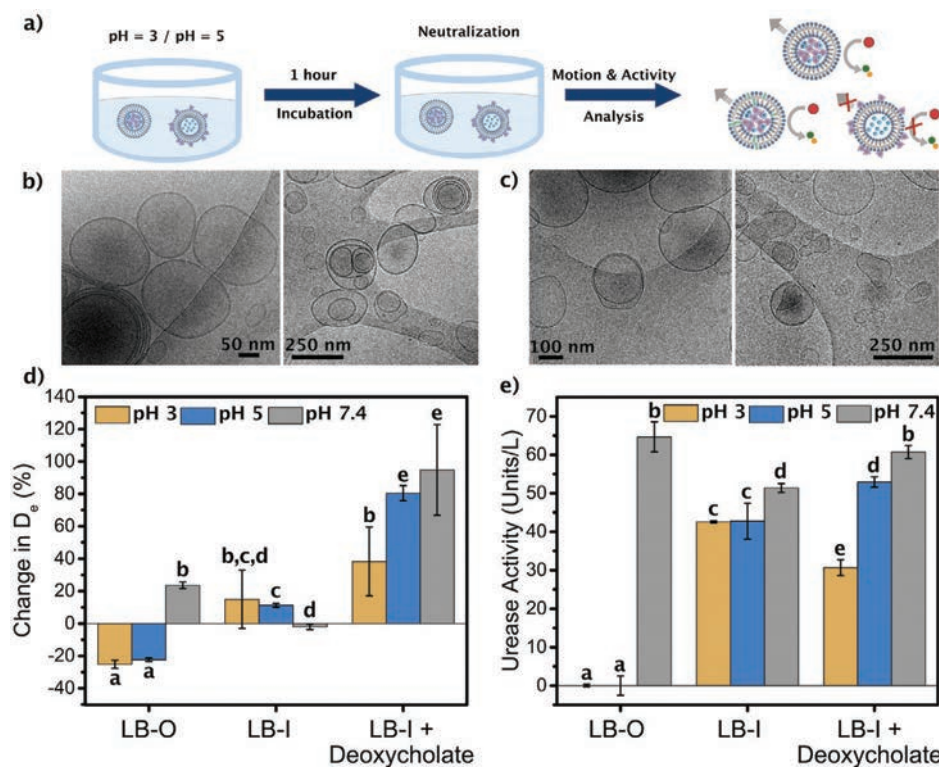 a)
pH = 3 / pH = 5
1 hour
Incubation
Neutralization
Motion & Activity
Analysis
b)
50 nm
250 nm
c)
100 nm
250 nm
d)
Change in Dₑ (%)
140
120
100
80
60
40
20
0
-20
-40
pH 3 pH 5 pH 7.4
a a b
b,c,d c d
b e e
LB-O LB-I LB-I +
Deoxycholate
e)
Urease Activity (Units/L)
70
60
50
40
30
20
10
0
pH 3 pH 5 pH 7.4
a a b
c c d
e d b
LB-O LB-I LB-I +
Deoxycholate